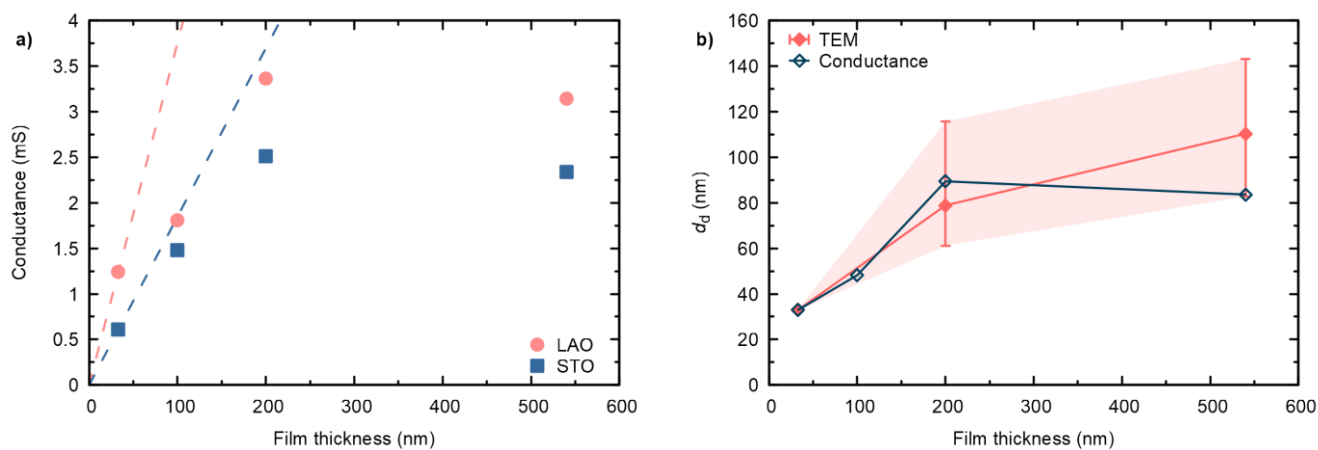 a)
4
3.5
3
2.5
2
1.5
1
0.5
0
Conductance (mS)
LAO
STO
0 100 200 300 400 500 600
Film thickness (nm)
b)
160
140
120
100
80
60
40
20
0
d_d (nm)
TEM
Conductance
0 100 200 300 400 500 600
Film thickness (nm)